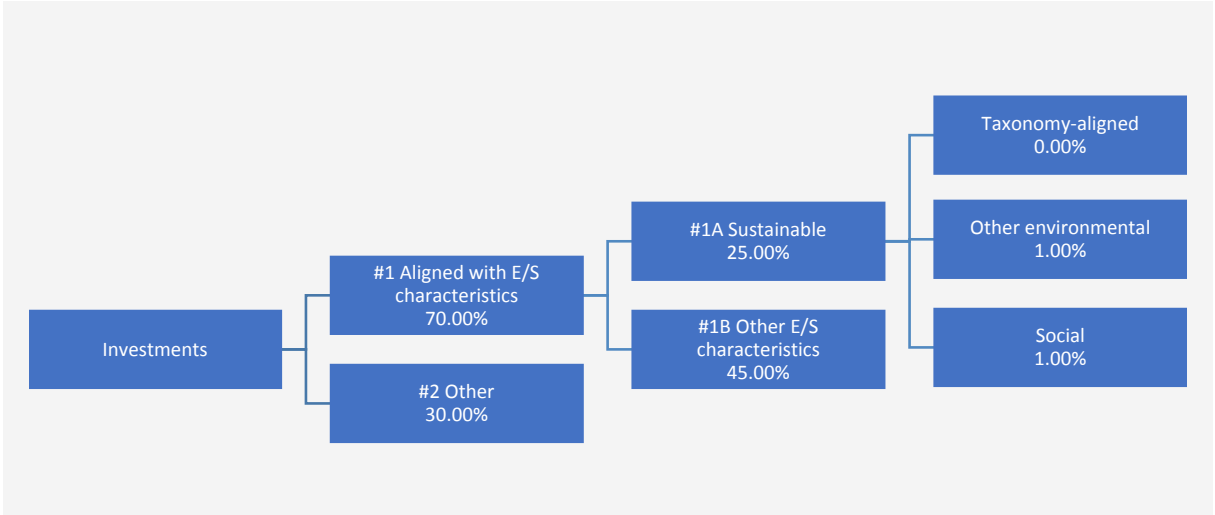 Investments
#1 Aligned with E/S
characteristics
70.00%
#2 Other
30.00%
#1A Sustainable
25.00%
#1B Other E/S
characteristics
45.00%
Taxonomy-aligned
0.00%
Other environmental
1.00%
Social
1.00%